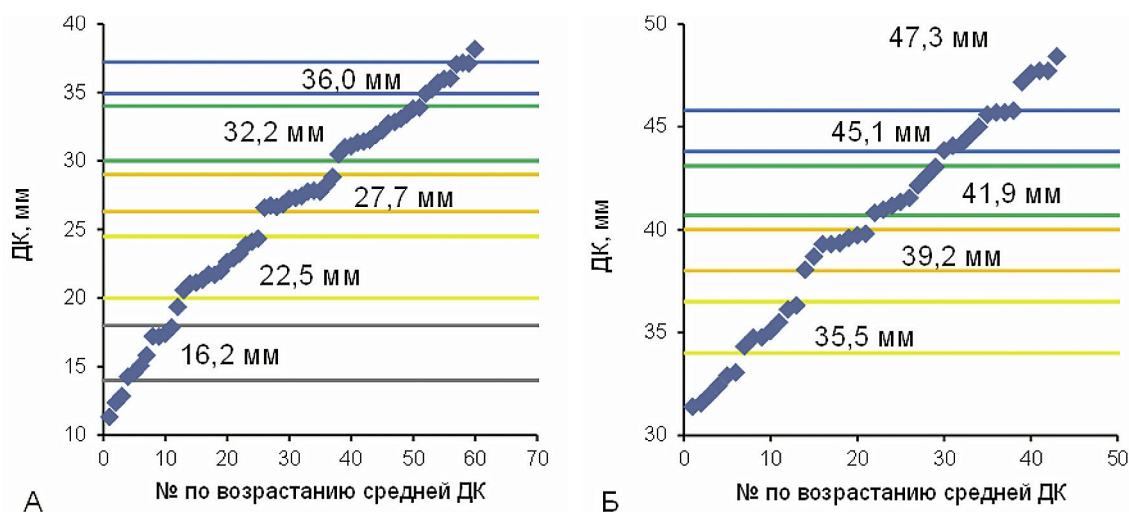 40
35
30
25
20
15
10
ДК, мм
36,0 мм
32,2 мм
27,7 мм
22,5 мм
16,2 мм
0 10 20 30 40 50 60 70
№ по возрастанию средней ДК
А
50
45
40
35
30
ДК, мм
47,3 мм
45,1 мм
41,9 мм
39,2 мм
35,5 мм
0 10 20 30 40 50
№ по возрастанию средней ДК
Б